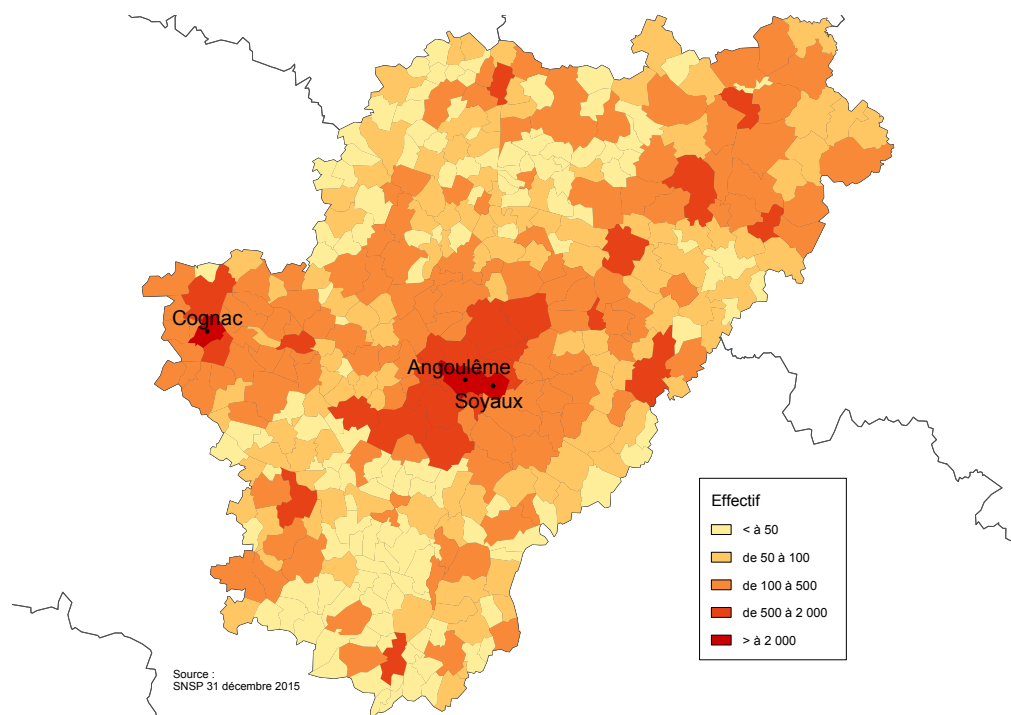 Cognac
Angoulême
Soyaux
Effectif
< à 50
de 50 à 100
de 100 à 500
de 500 à 2 000
> à 2 000
Source :
SNSP 31 décembre 2015